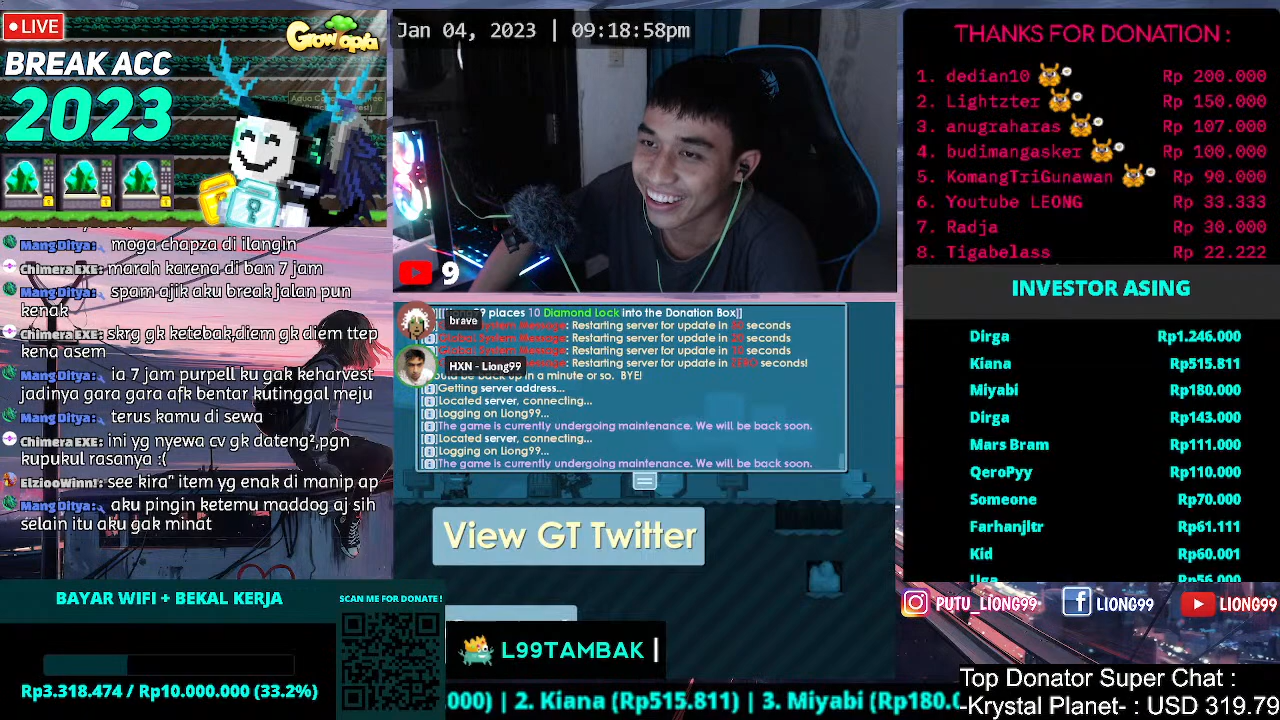 LIVE
Growtopia
BREAK ACC
2023
MangDitya: moga chapza di ilangin
ChimeraEXE: marah karena di ban 7 jam
MangDitya: spam ajik aku break jalan pun
kenak
ChimeraEXE: skrg gk ketebak,diem gk diem ttep
kena asem
ia 7 jam purpell ku gak keharvest
jadinya gara gara afk bentar kutinggal meju
MangDitya: terus kamu di sewa
ChimeraEXE: ini yg nyewa cv gk dateng²,pgn
kupukul rasanya :(
ElziooWinn!: see kira" item yg enak di manip ap
MangDitya: aku pingin ketemu maddog aj sih
selain itu aku gak minat
BAYAR WIFI + BEKAL KERJA
Rp3.318.474 / Rp10.000.000 (33.2%)
SCAN ME FOR DONATE !
Jan 04, 2023 | 09:18:58pm
9
places 10 Diamond Lock into the Donation Box]]
brave
System Message: Restarting server for update in 30 seconds
Global System Message: Restarting server for update in 20 seconds
Global System Message: Restarting server for update in 10 seconds
Global System Message: Restarting server for update in ZERO seconds!
HXN - Liong99
ould be back up in a minute or so. BYE!
Getting server address...
Located server, connecting...
Logging on Liong99...
The game is currently undergoing maintenance. We will be back soon.
Located server, connecting...
Logging on Liong99...
The game is currently undergoing maintenance. We will be back soon.
View GT Twitter
L99TAMBAK |
000) | 2. Kiana (Rp515.811) | 3. Miyabi (Rp180.0
THANKS FOR DONATION :
1. dedian10 Rp 200.000
2. Lightzter Rp 150.000
3. anugraharas Rp 107.000
4. budimangasker Rp 100.000
5. KomangTriGunawan Rp 90.000
6. Youtube LEONG Rp 33.333
7. Radja Rp 30.000
8. Tigabelass Rp 22.222
INVESTOR ASING
Dirga Rp1.246.000
Kiana Rp515.811
Miyabi Rp180.000
Dirga Rp143.000
Mars Bram Rp111.000
QeroPyy Rp110.000
Someone Rp70.000
Farhanjltr Rp61.111
Kid Rp60.001
Uga Rp56.000
PUTU_LIONG99 LIONG99 LIONG99
Top Donator Super Chat :
-Krystal Planet- : USD 319.79